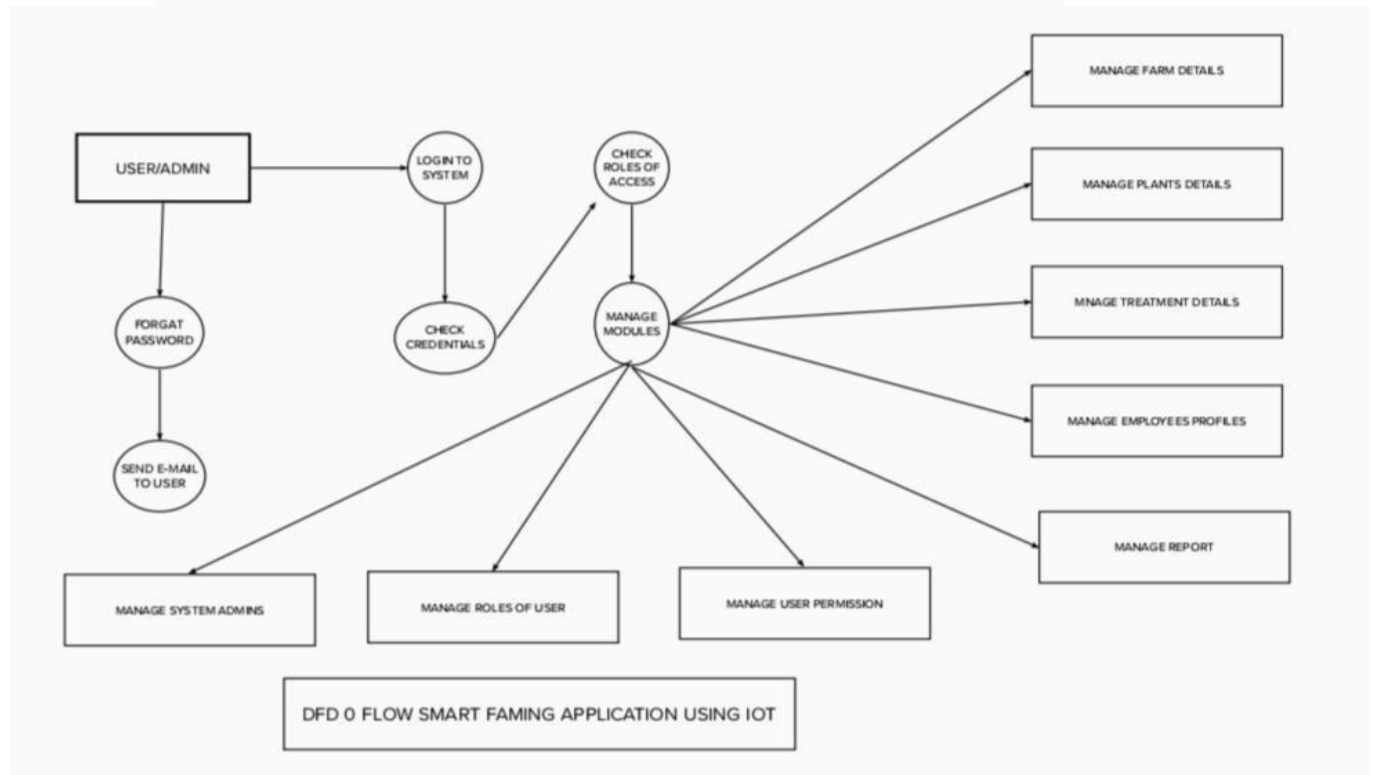 MANAGE FARM DETAILS
USER/ADMIN
LOGIN TO
SYSTEM
CHECK
ROLES OF
ACCESS
MANAGE PLANTS DETAILS
FORGAT
PASSWORD
CHECK
CREDENTIALS
MANAGE
MODULES
MNAGE TREATMENT DETAILS
MANAGE EMPLOYEES PROFILES
SEND E-MAIL
TO USER
MANAGE REPORT
MANAGE SYSTEM ADMINS
MANAGE ROLES OF USER
MANAGE USER PERMISSION
DFD 0 FLOW SMART FAMING APPLICATION USING IOT